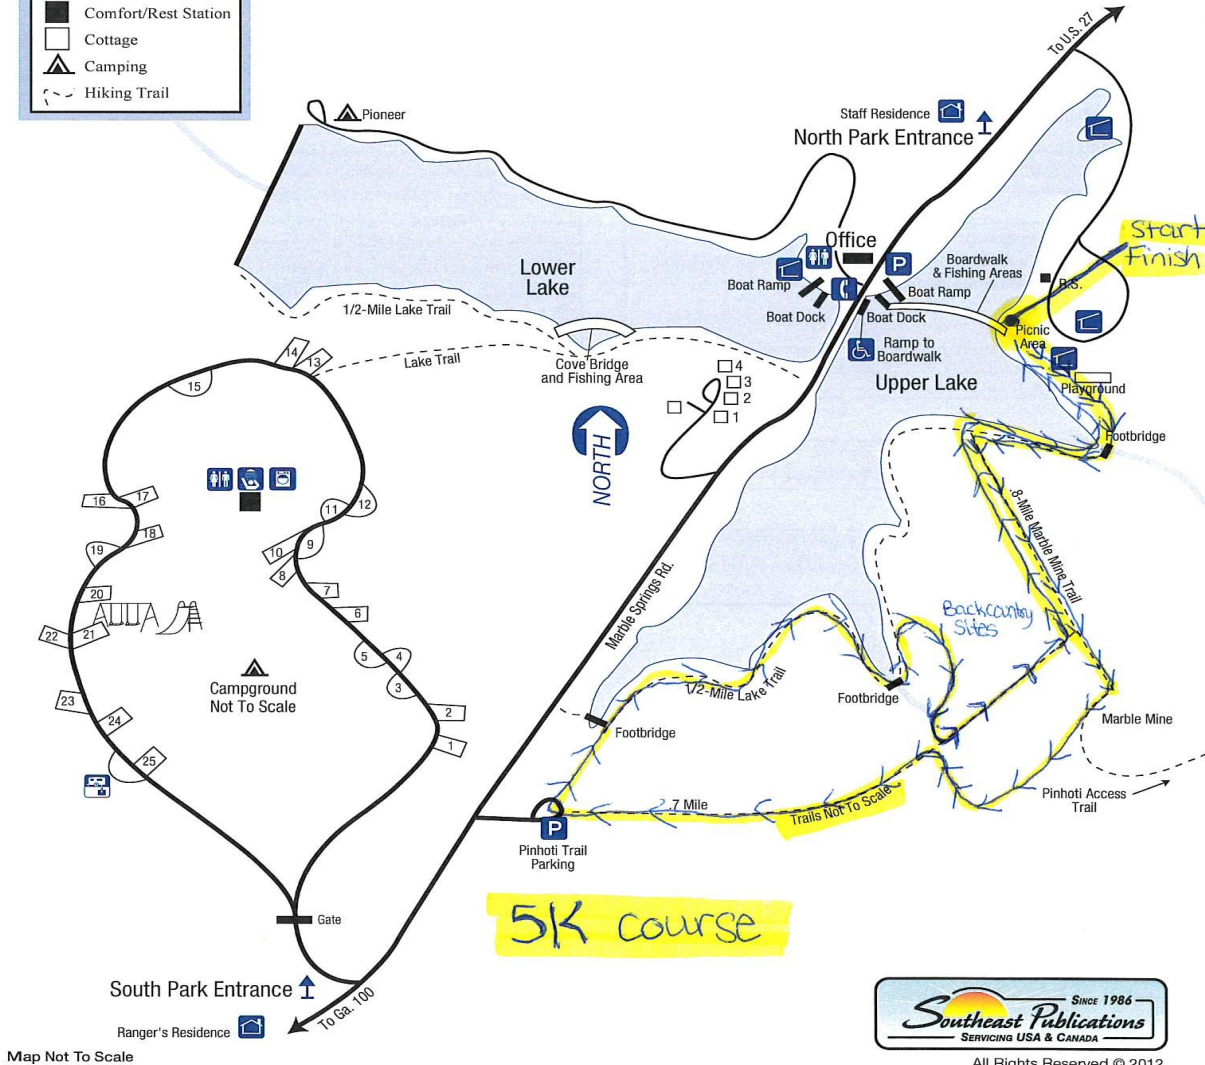 Comfort/Rest Station
Cottage
Camping
Hiking Trail
To U.S. 27
Pioneer
Staff Residence
North Park Entrance
Start
Finish
Office
P
Boardwalk
& Fishing Areas
R.S.
Boat Ramp
Boat Ramp
Boat Dock
Boat Dock
Lower
Lake
1/2-Mile Lake Trail
Picnic
Area
Ramp to
Boardwalk
Upper Lake
Playground
Cove Bridge
and Fishing Area
Lake Trail
14
13
15
4
3
2
1
NORTH
Footbridge
16
17
18
19
20
21
22
23
24
25
12
11
10
9
8
7
6
5
4
3
2
1
.8-Mile Marble Mine Trail
Marble Springs Rd.
Backcountry
Sites
Campground
Not To Scale
1/2-Mile Lake Trail
Footbridge
Footbridge
Marble Mine
Pinhoti Access
Trail
.7 Mile
Trails Not To Scale
P
Pinhoti Trail
Parking
5K course
Gate
South Park Entrance
To Ga. 100
Ranger's Residence
Map Not To Scale
Since 1986
Southeast Publications
Servicing USA & Canada
All Rights Reserved © 2012